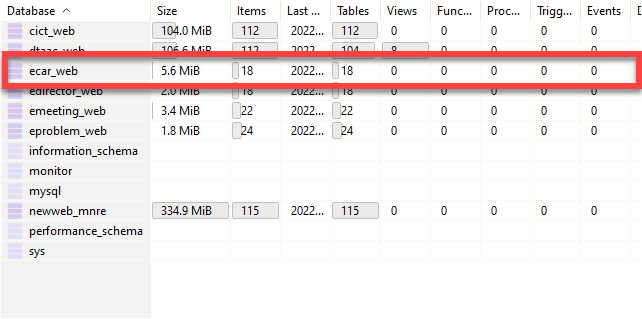 Database Size Items Last ... Tables Views Func... Proc... Trigg... Events
cict_web 104.0 MiB 112 2022... 112 0 0 0 0 0
dtaac_web 106.6 MiB 112 2022... 104 8 0 0 0 0
ecar_web 5.6 MiB 18 2022... 18 0 0 0 0 0
edirector_web 2.0 MiB 18 2022... 18 0 0 0 0 0
emeeting_web 3.4 MiB 22 2022... 22 0 0 0 0 0
eproblem_web 1.8 MiB 24 2022... 24 0 0 0 0 0
information_schema
monitor
mysql
newweb_mnre 334.9 MiB 115 2022... 115 0 0 0 0 0
performance_schema
sys